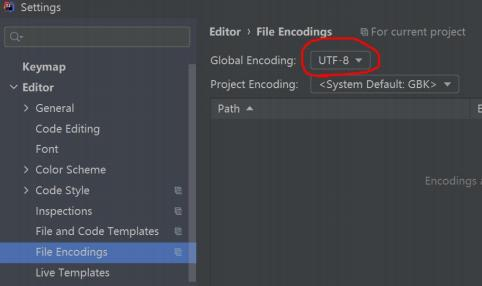 Settings
Editor › File Encodings For current project
Global Encoding: UTF-8
Project Encoding: <System Default: GBK>
Path
Encodings
Keymap
Editor
General
Code Editing
Font
Color Scheme
Code Style
Inspections
File and Code Templates
File Encodings
Live Templates